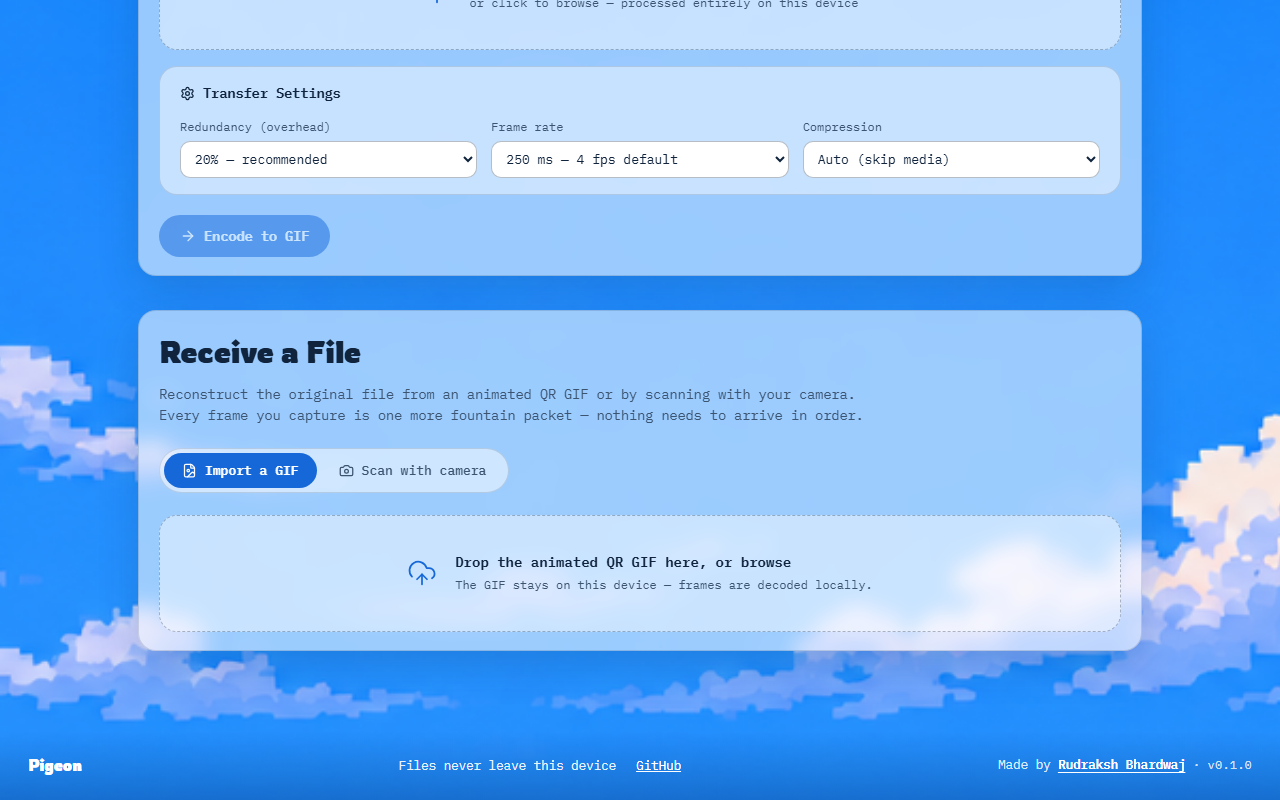 or click to browse — processed entirely on this device
Transfer Settings
Redundancy (overhead)
Frame rate
Compression
20% — recommended
250 ms — 4 fps default
Auto (skip media)
Encode to GIF
Receive a File
Reconstruct the original file from an animated QR GIF or by scanning with your camera.
Every frame you capture is one more fountain packet — nothing needs to arrive in order.
Import a GIF
Scan with camera
Drop the animated QR GIF here, or browse
The GIF stays on this device — frames are decoded locally.
Pigeon
Files never leave this device
GitHub
Made by Rudraksh Bhardwaj · v0.1.0